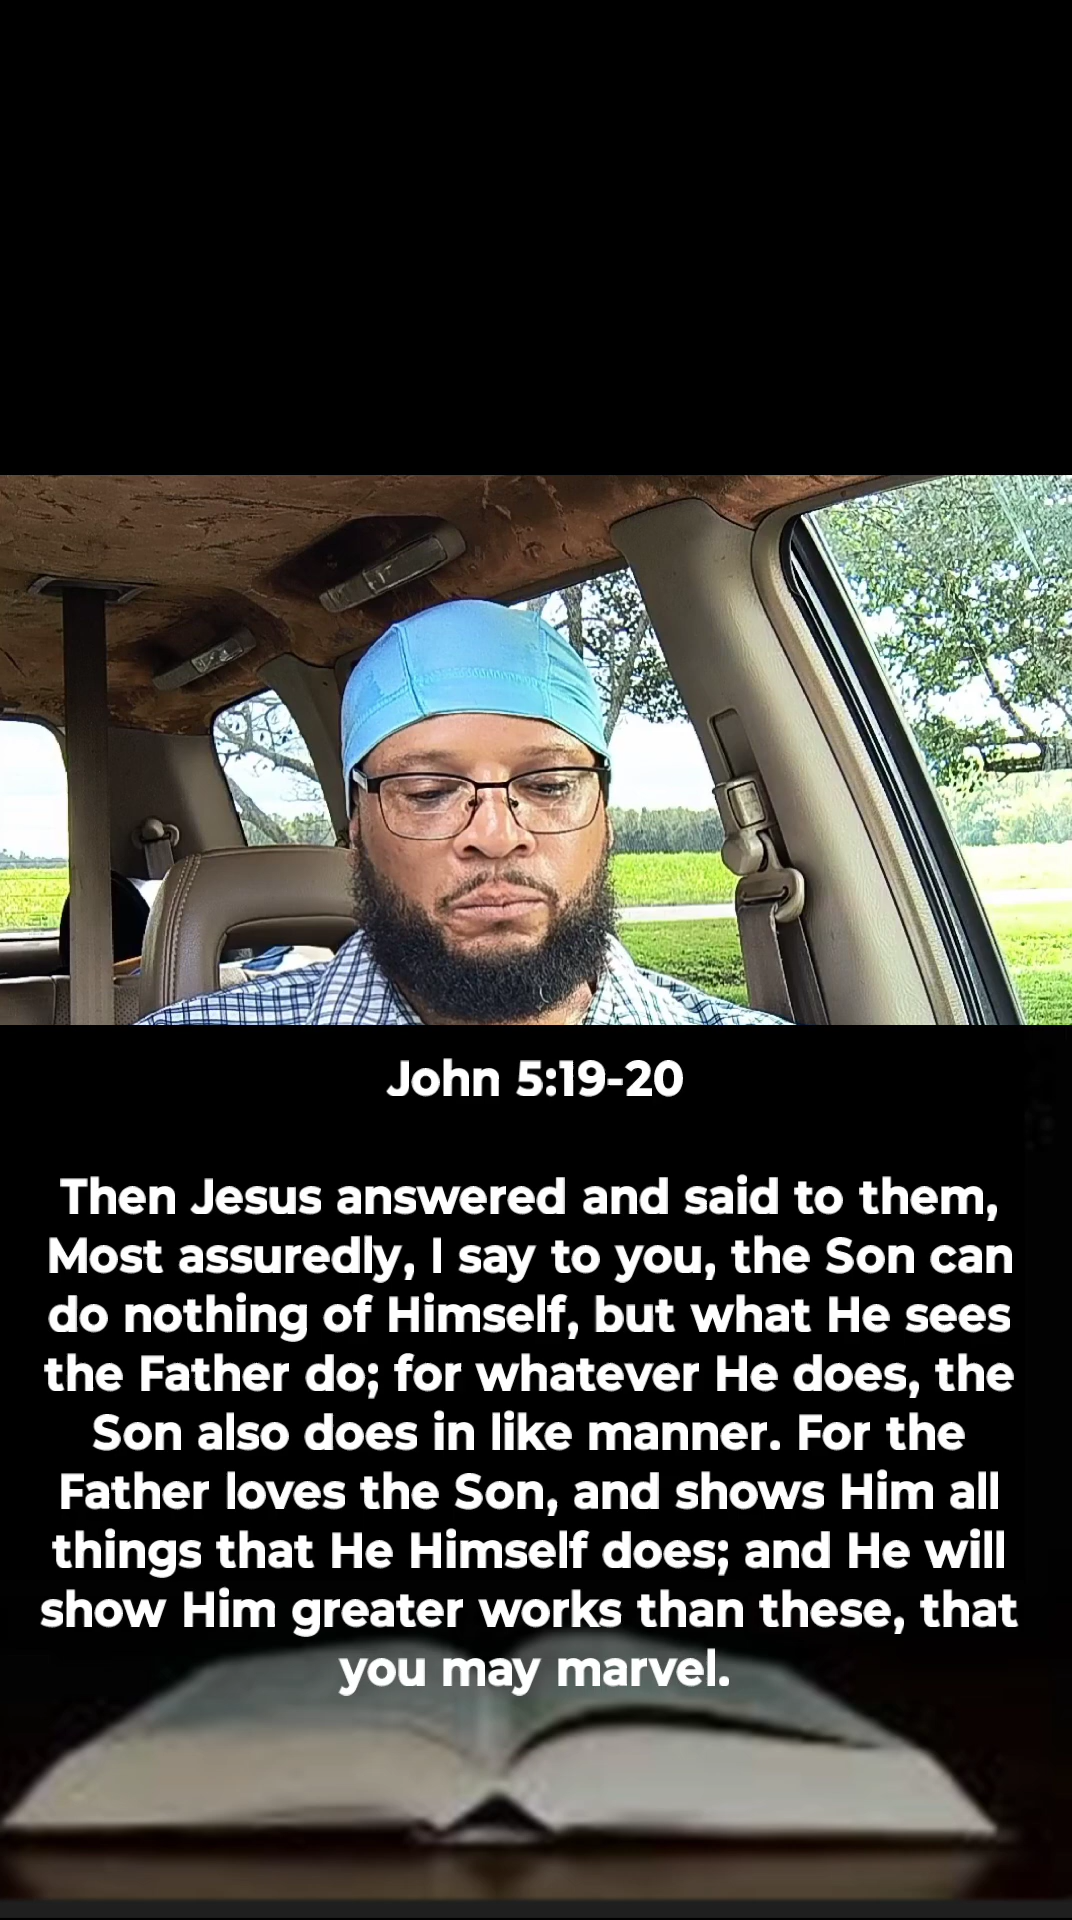 John 5:19-20
Then Jesus answered and said to them,
Most assuredly, I say to you, the Son can
do nothing of Himself, but what He sees
the Father do; for whatever He does, the
Son also does in like manner. For the
Father loves the Son, and shows Him all
things that He Himself does; and He will
show Him greater works than these, that
you may marvel.